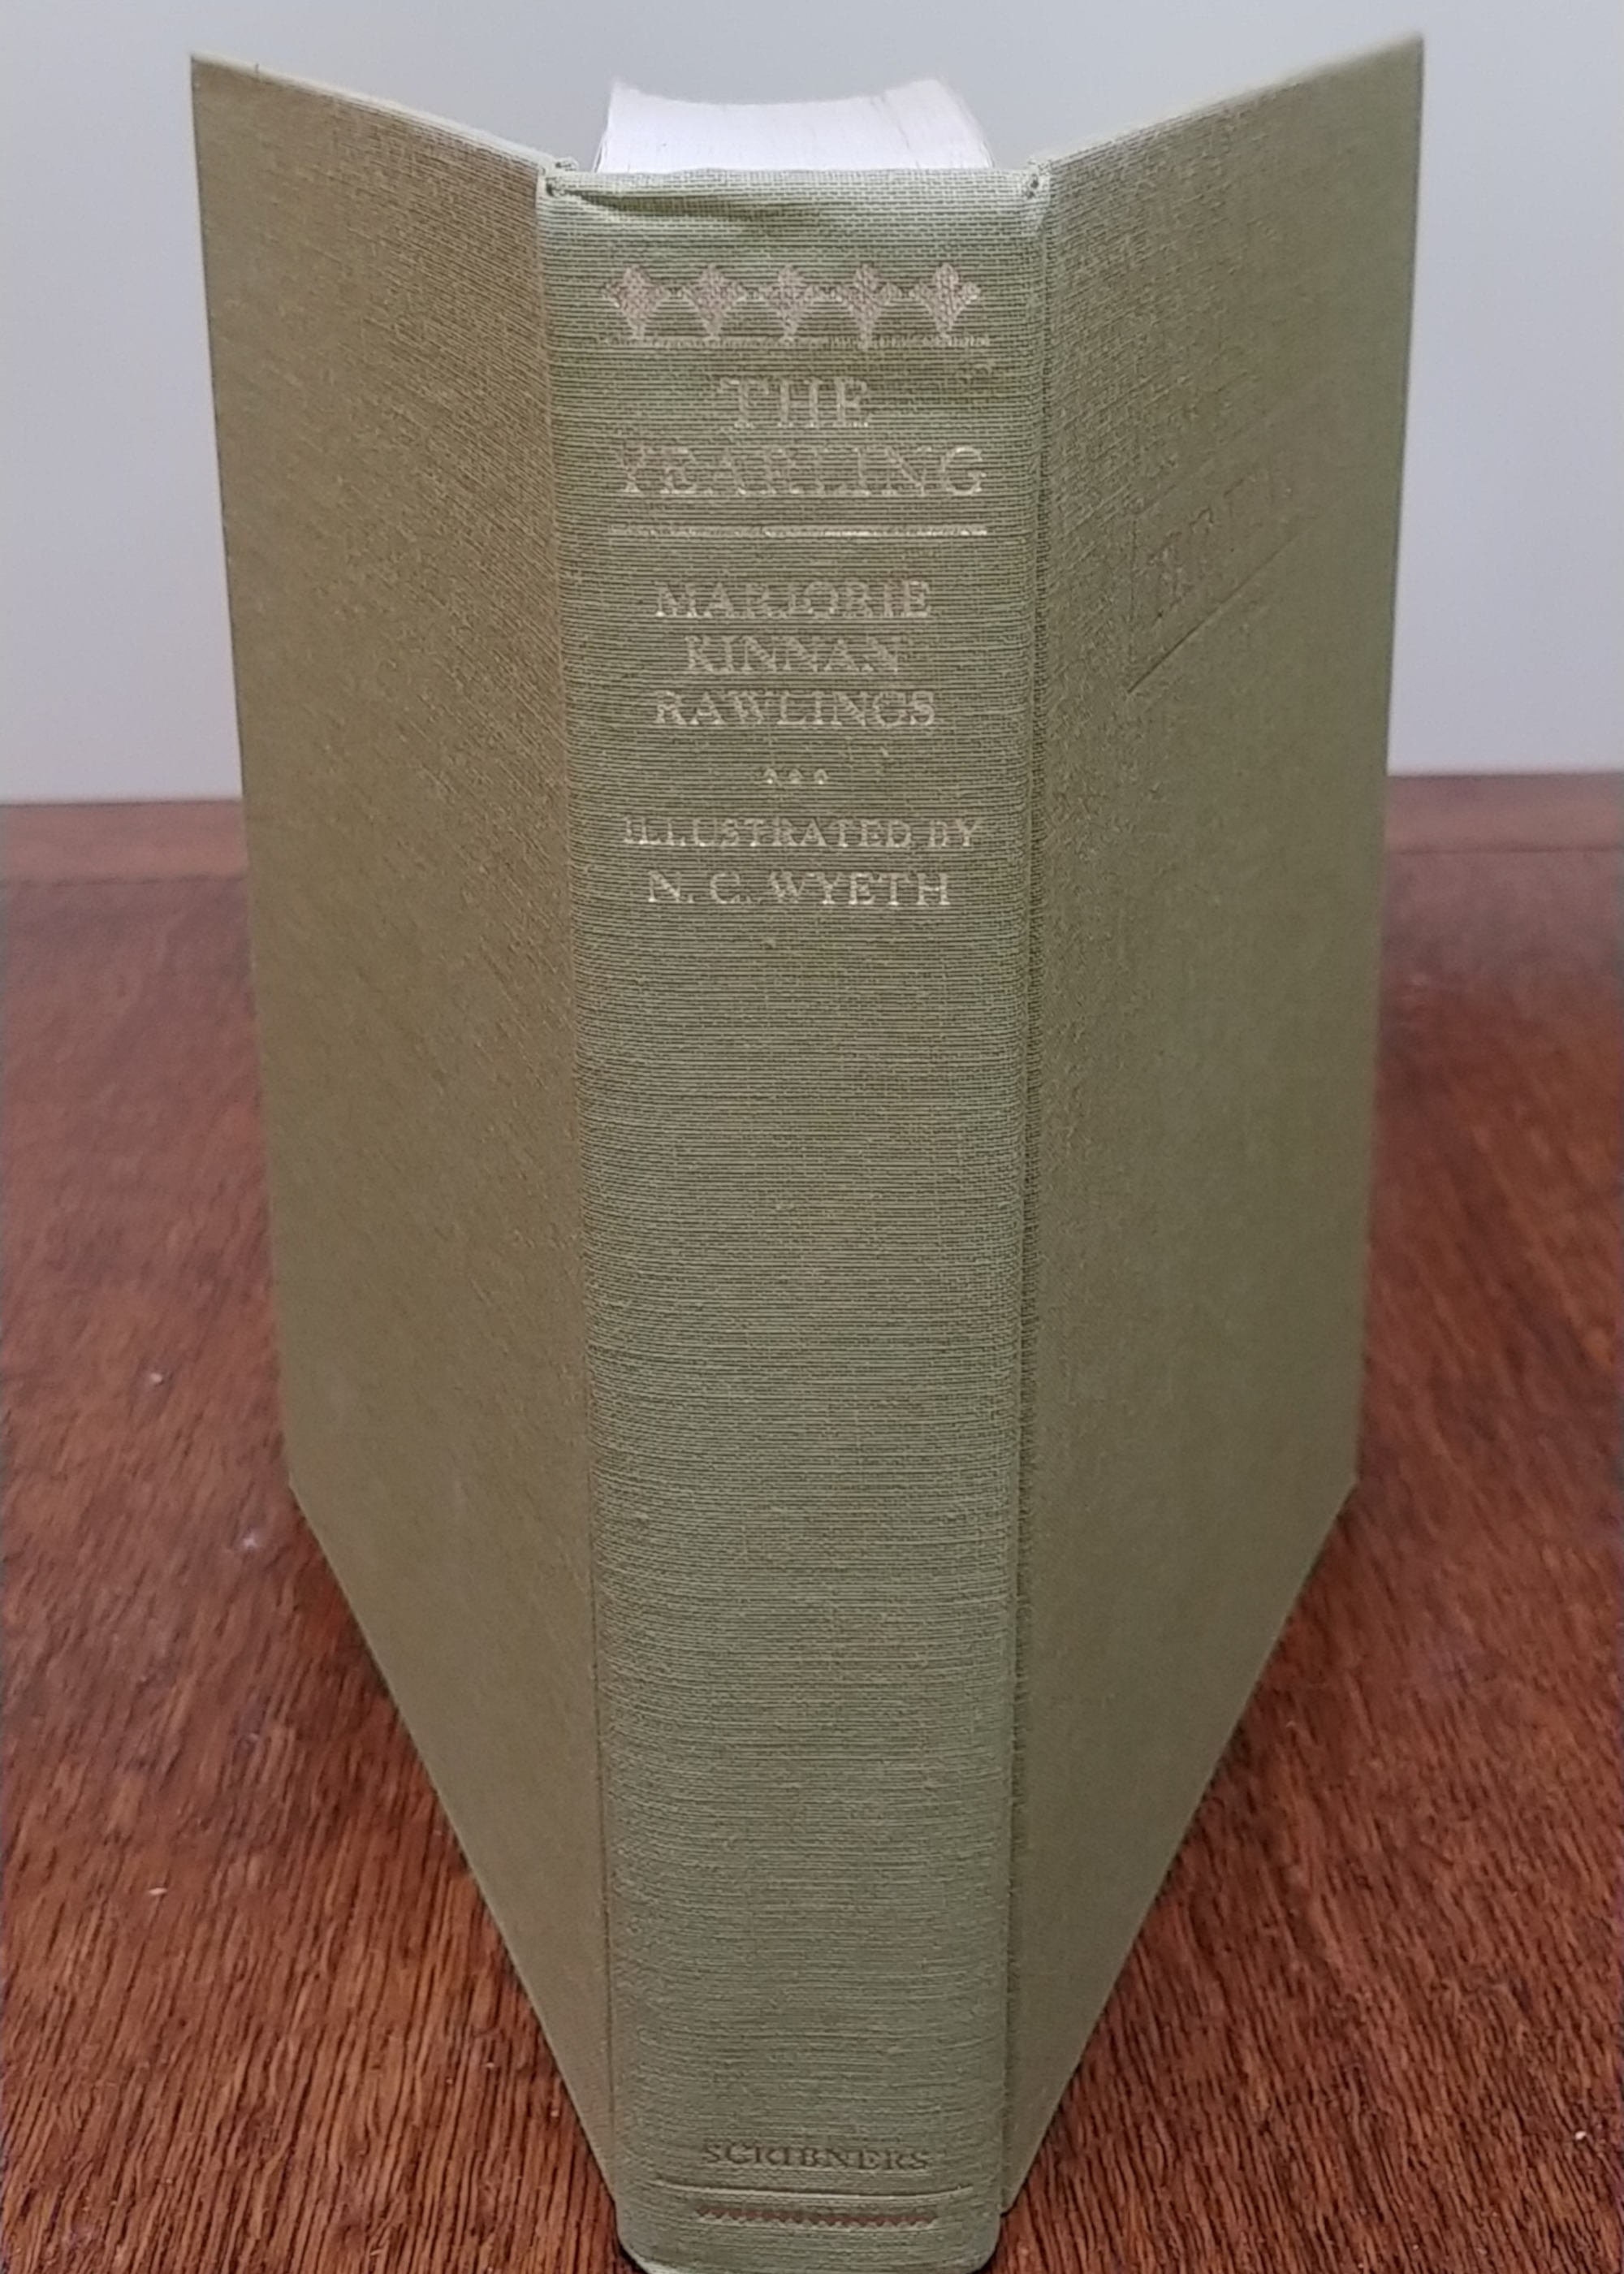 THE
YEARLING
MARJORIE
KINNAN
RAWLINGS
ILLUSTRATED BY
N. C. WYETH
SCRIBNERS